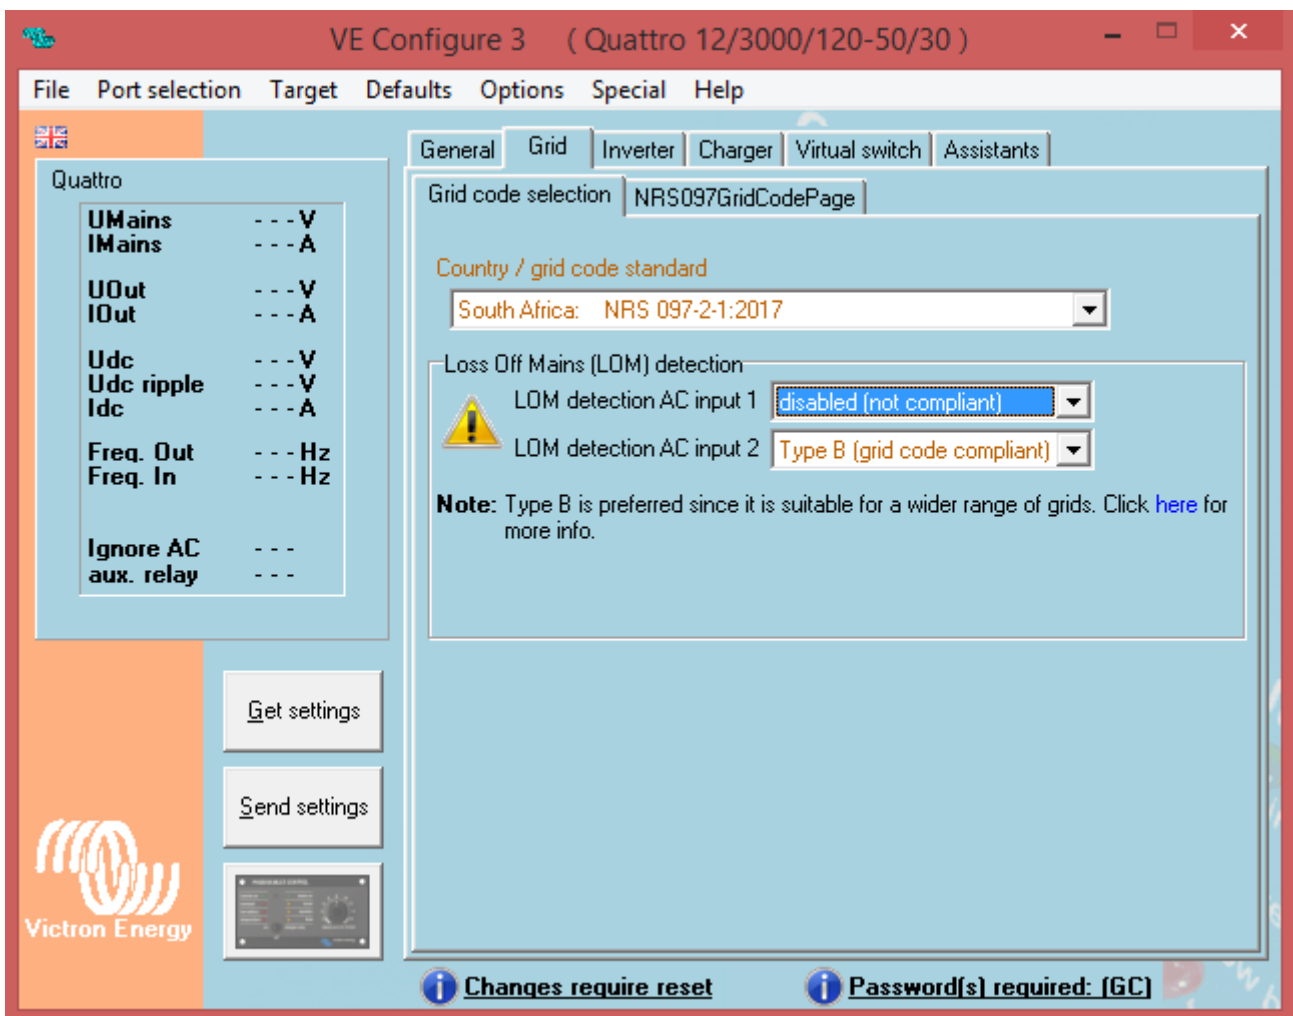 VE Configure 3 ( Quattro 12/3000/120-50/30 )
File Port selection Target Defaults Options Special Help
General Grid Inverter Charger Virtual switch Assistants
Grid code selection NRS097GridCodePage
Quattro
UMains - - - V
IMains - - - A
UOut - - - V
IOut - - - A
Udc - - - V
Udc ripple - - - V
Idc - - - A
Freq. Out - - - Hz
Freq. In - - - Hz
Ignore AC - - -
aux. relay - - -
Country / grid code standard
South Africa: NRS 097-2-1:2017
Loss Off Mains (LOM) detection
LOM detection AC input 1 disabled (not compliant)
LOM detection AC input 2 Type B (grid code compliant)
Note: Type B is preferred since it is suitable for a wider range of grids. Click here for
more info.
Get settings
Send settings
Victron Energy
Changes require reset Password(s) required: (GC)